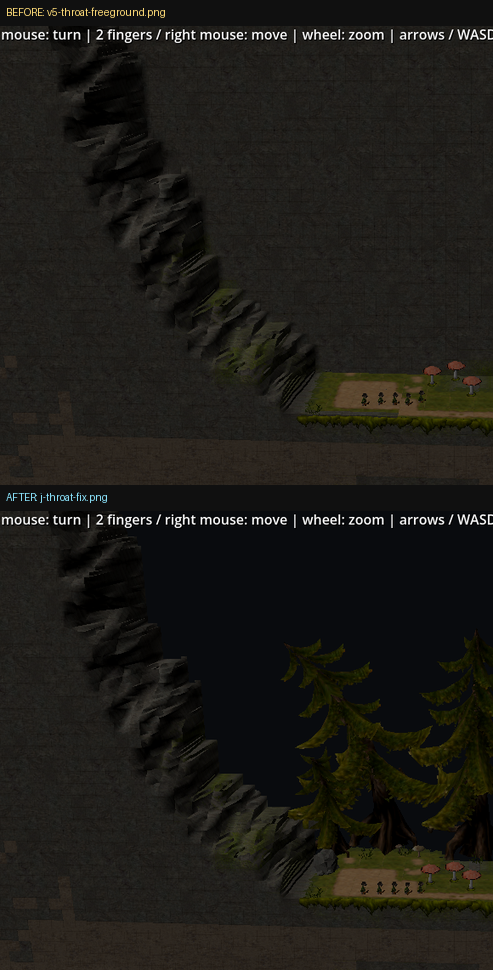 BEFORE: v5-throat-freeground.png
mouse: turn | 2 fingers / right mouse: move | wheel: zoom | arrows / WASD
AFTER: j-throat-fix.png
mouse: turn | 2 fingers / right mouse: move | wheel: zoom | arrows / WASD